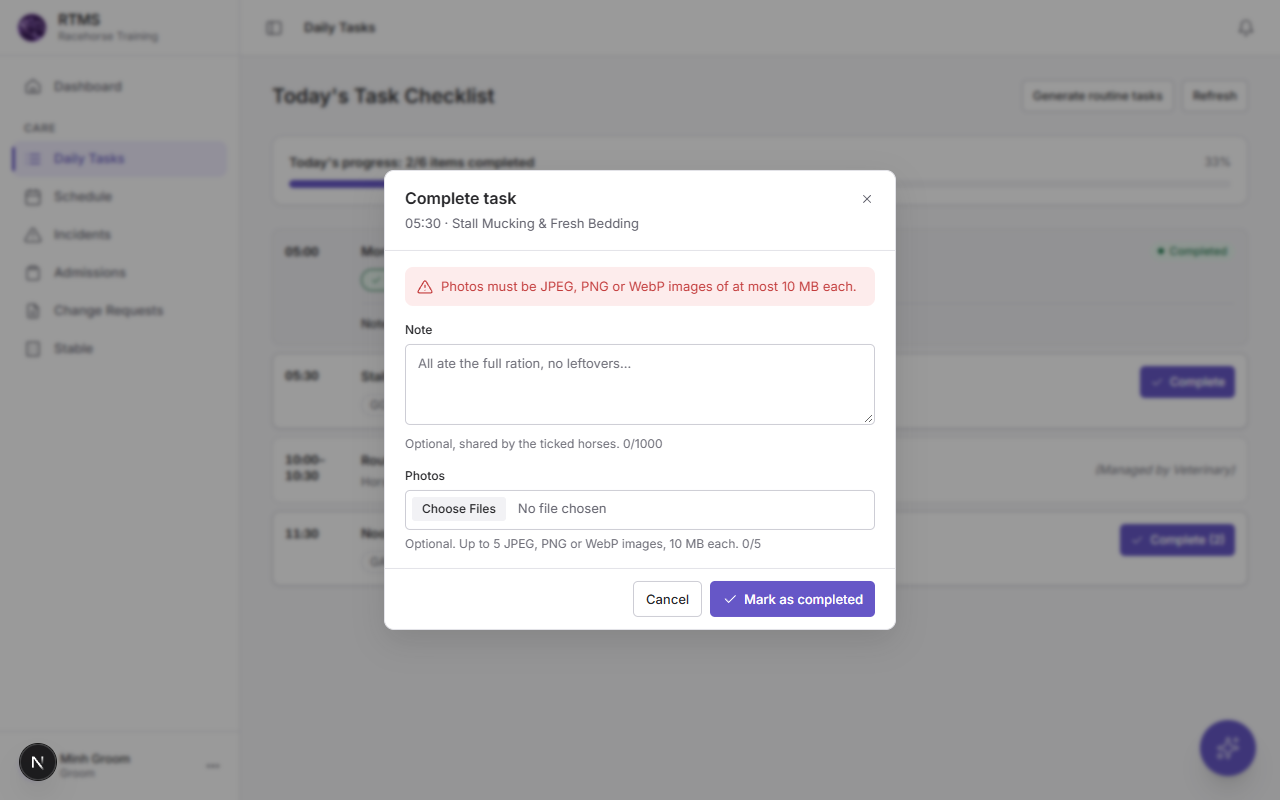 RTMS
Racehorse Training
Daily Tasks
Dashboard
Today's Task Checklist
Generate routine tasks
Refresh
CARE
Daily Tasks
Today's progress: 2/6 items completed
33%
Schedule
Incidents
Admissions
Change Requests
Stable
Complete task
05:30 · Stall Mucking & Fresh Bedding
Photos must be JPEG, PNG or WebP images of at most 10 MB each.
Note
All ate the full ration, no leftovers...
Optional, shared by the ticked horses. 0/1000
Photos
Choose Files No file chosen
Optional. Up to 5 JPEG, PNG or WebP images, 10 MB each. 0/5
Cancel
Mark as completed
05:00
Completed
05:30
Complete
10:00–
10:30
(Managed by Veterinary)
11:30
Complete (2)
N
Minh Groom
Groom